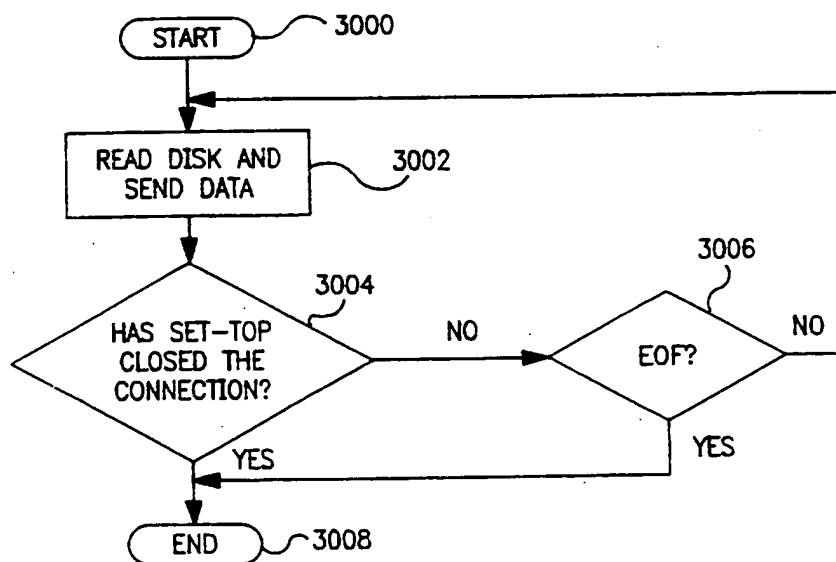 START
3000
READ DISK AND
SEND DATA
3002
HAS SET-TOP
CLOSED THE
CONNECTION?
3004
NO
EOF?
3006
NO
YES
YES
END
3008